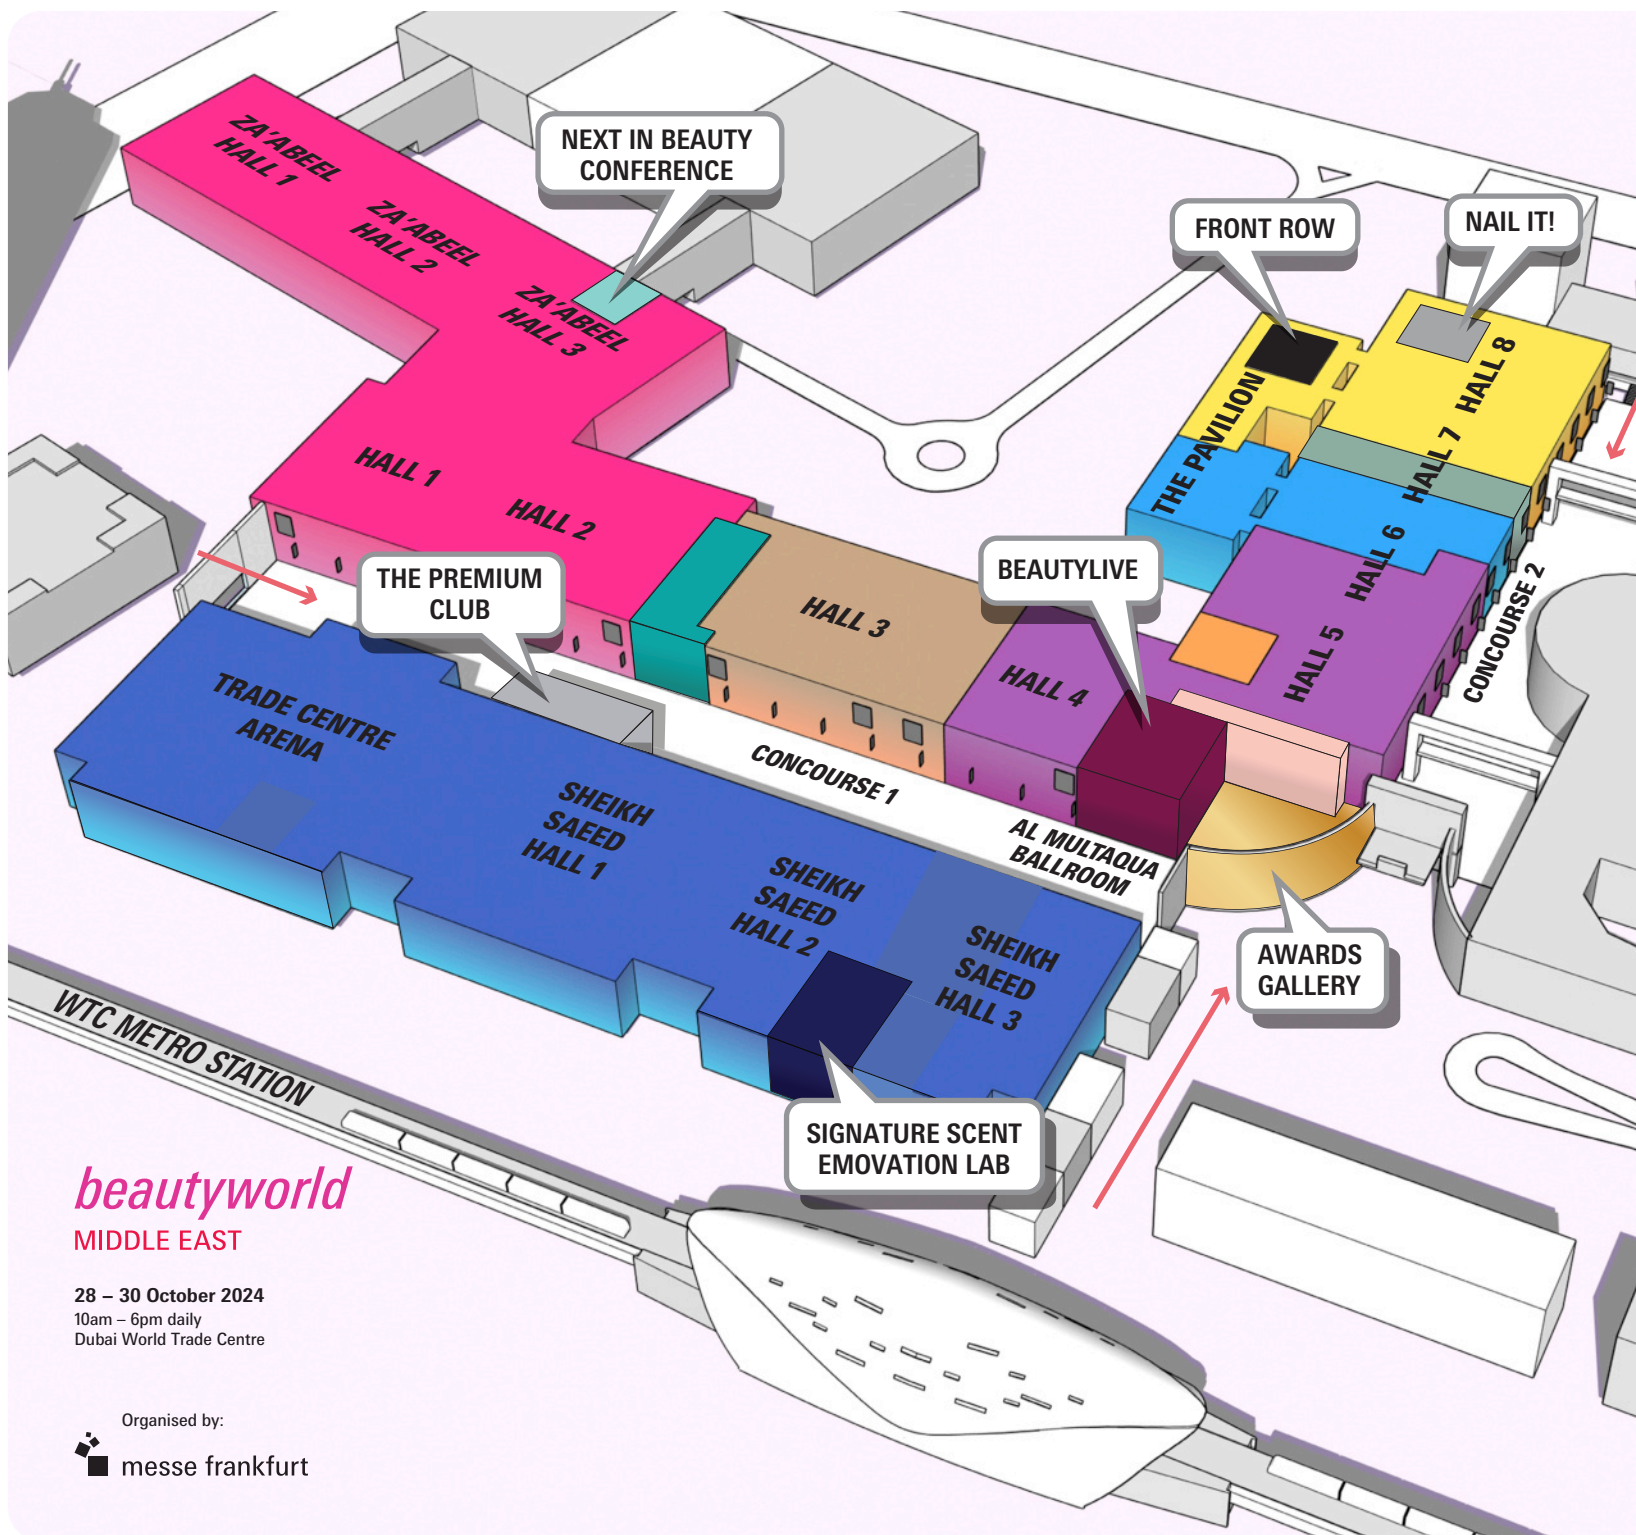 ZA'ABEEL
HALL 1
ZA'ABEEL
HALL 2
ZA'ABEEL
HALL 3
NEXT IN BEAUTY
CONFERENCE
FRONT ROW
NAIL IT!
HALL 8
HALL 7
THE PAVILION
HALL 6
HALL 5
CONCOURSE 2
HALL 1
HALL 2
HALL 3
HALL 4
BEAUTYLIVE
THE PREMIUM
CLUB
TRADE CENTRE
ARENA
CONCOURSE 1
SHEIKH
SAEED
HALL 1
SHEIKH
SAEED
HALL 2
SHEIKH
SAEED
HALL 3
AL MULTAQUA
BALLROOM
AWARDS
GALLERY
SIGNATURE SCENT
EMOVATION LAB
WTC METRO STATION
beautyworld
MIDDLE EAST
28 – 30 October 2024
10am – 6pm daily
Dubai World Trade Centre
Organised by:
messe frankfurt